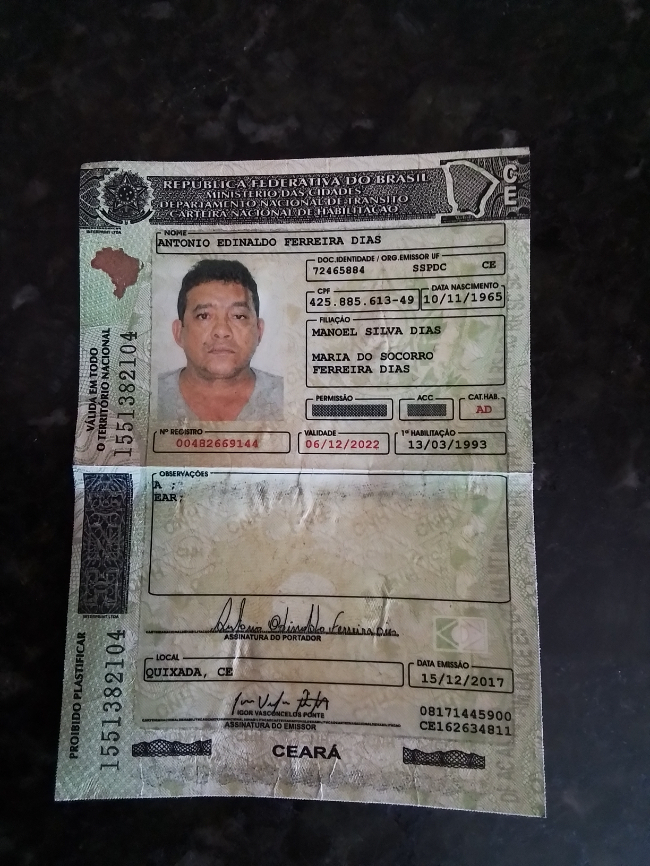 REPÚBLICA FEDERATIVA DO BRASIL
MINISTÉRIO DAS CIDADES
DEPARTAMENTO NACIONAL DE TRÂNSITO
CARTEIRA NACIONAL DE HABILITAÇÃO
CE
NOME
ANTONIO EDINALDO FERREIRA DIAS
DOC. IDENTIDADE / ORG. EMISSOR UF
72465884 SSPDC CE
CPF
425.885.613-49
DATA NASCIMENTO
10/11/1965
FILIAÇÃO
MANOEL SILVA DIAS
MARIA DO SOCORRO
FERREIRA DIAS
PERMISSÃO
ACC
CAT. HAB.
AD
Nº REGISTRO
00482669144
VALIDADE
06/12/2022
1ª HABILITAÇÃO
13/03/1993
VÁLIDA EM TODO
O TERRITÓRIO NACIONAL
1551382104
OBSERVAÇÕES
A ;
EAR;
Antonio Edinaldo Ferreira Dias
ASSINATURA DO PORTADOR
LOCAL
QUIXADA, CE
DATA EMISSÃO
15/12/2017
IGOR VASCONCELOS PONTE
ASSINATURA DO EMISSOR
08171445900
CE162634811
PROIBIDO PLASTIFICAR
1551382104
CEARÁ